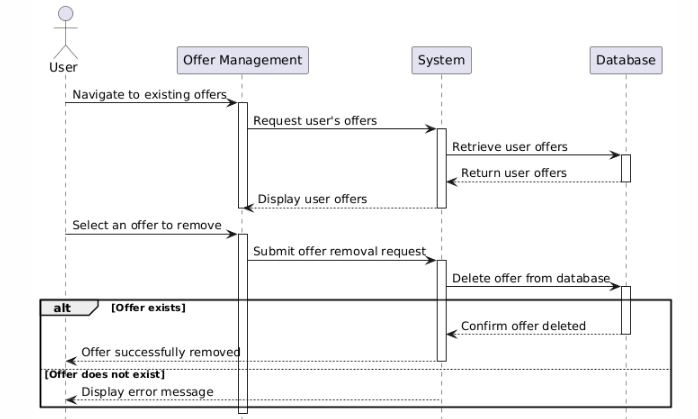 User
Offer Management
System
Database
Navigate to existing offers
Request user's offers
Retrieve user offers
Return user offers
Display user offers
Select an offer to remove
Submit offer removal request
Delete offer from database
alt
[Offer exists]
Confirm offer deleted
Offer successfully removed
[Offer does not exist]
Display error message